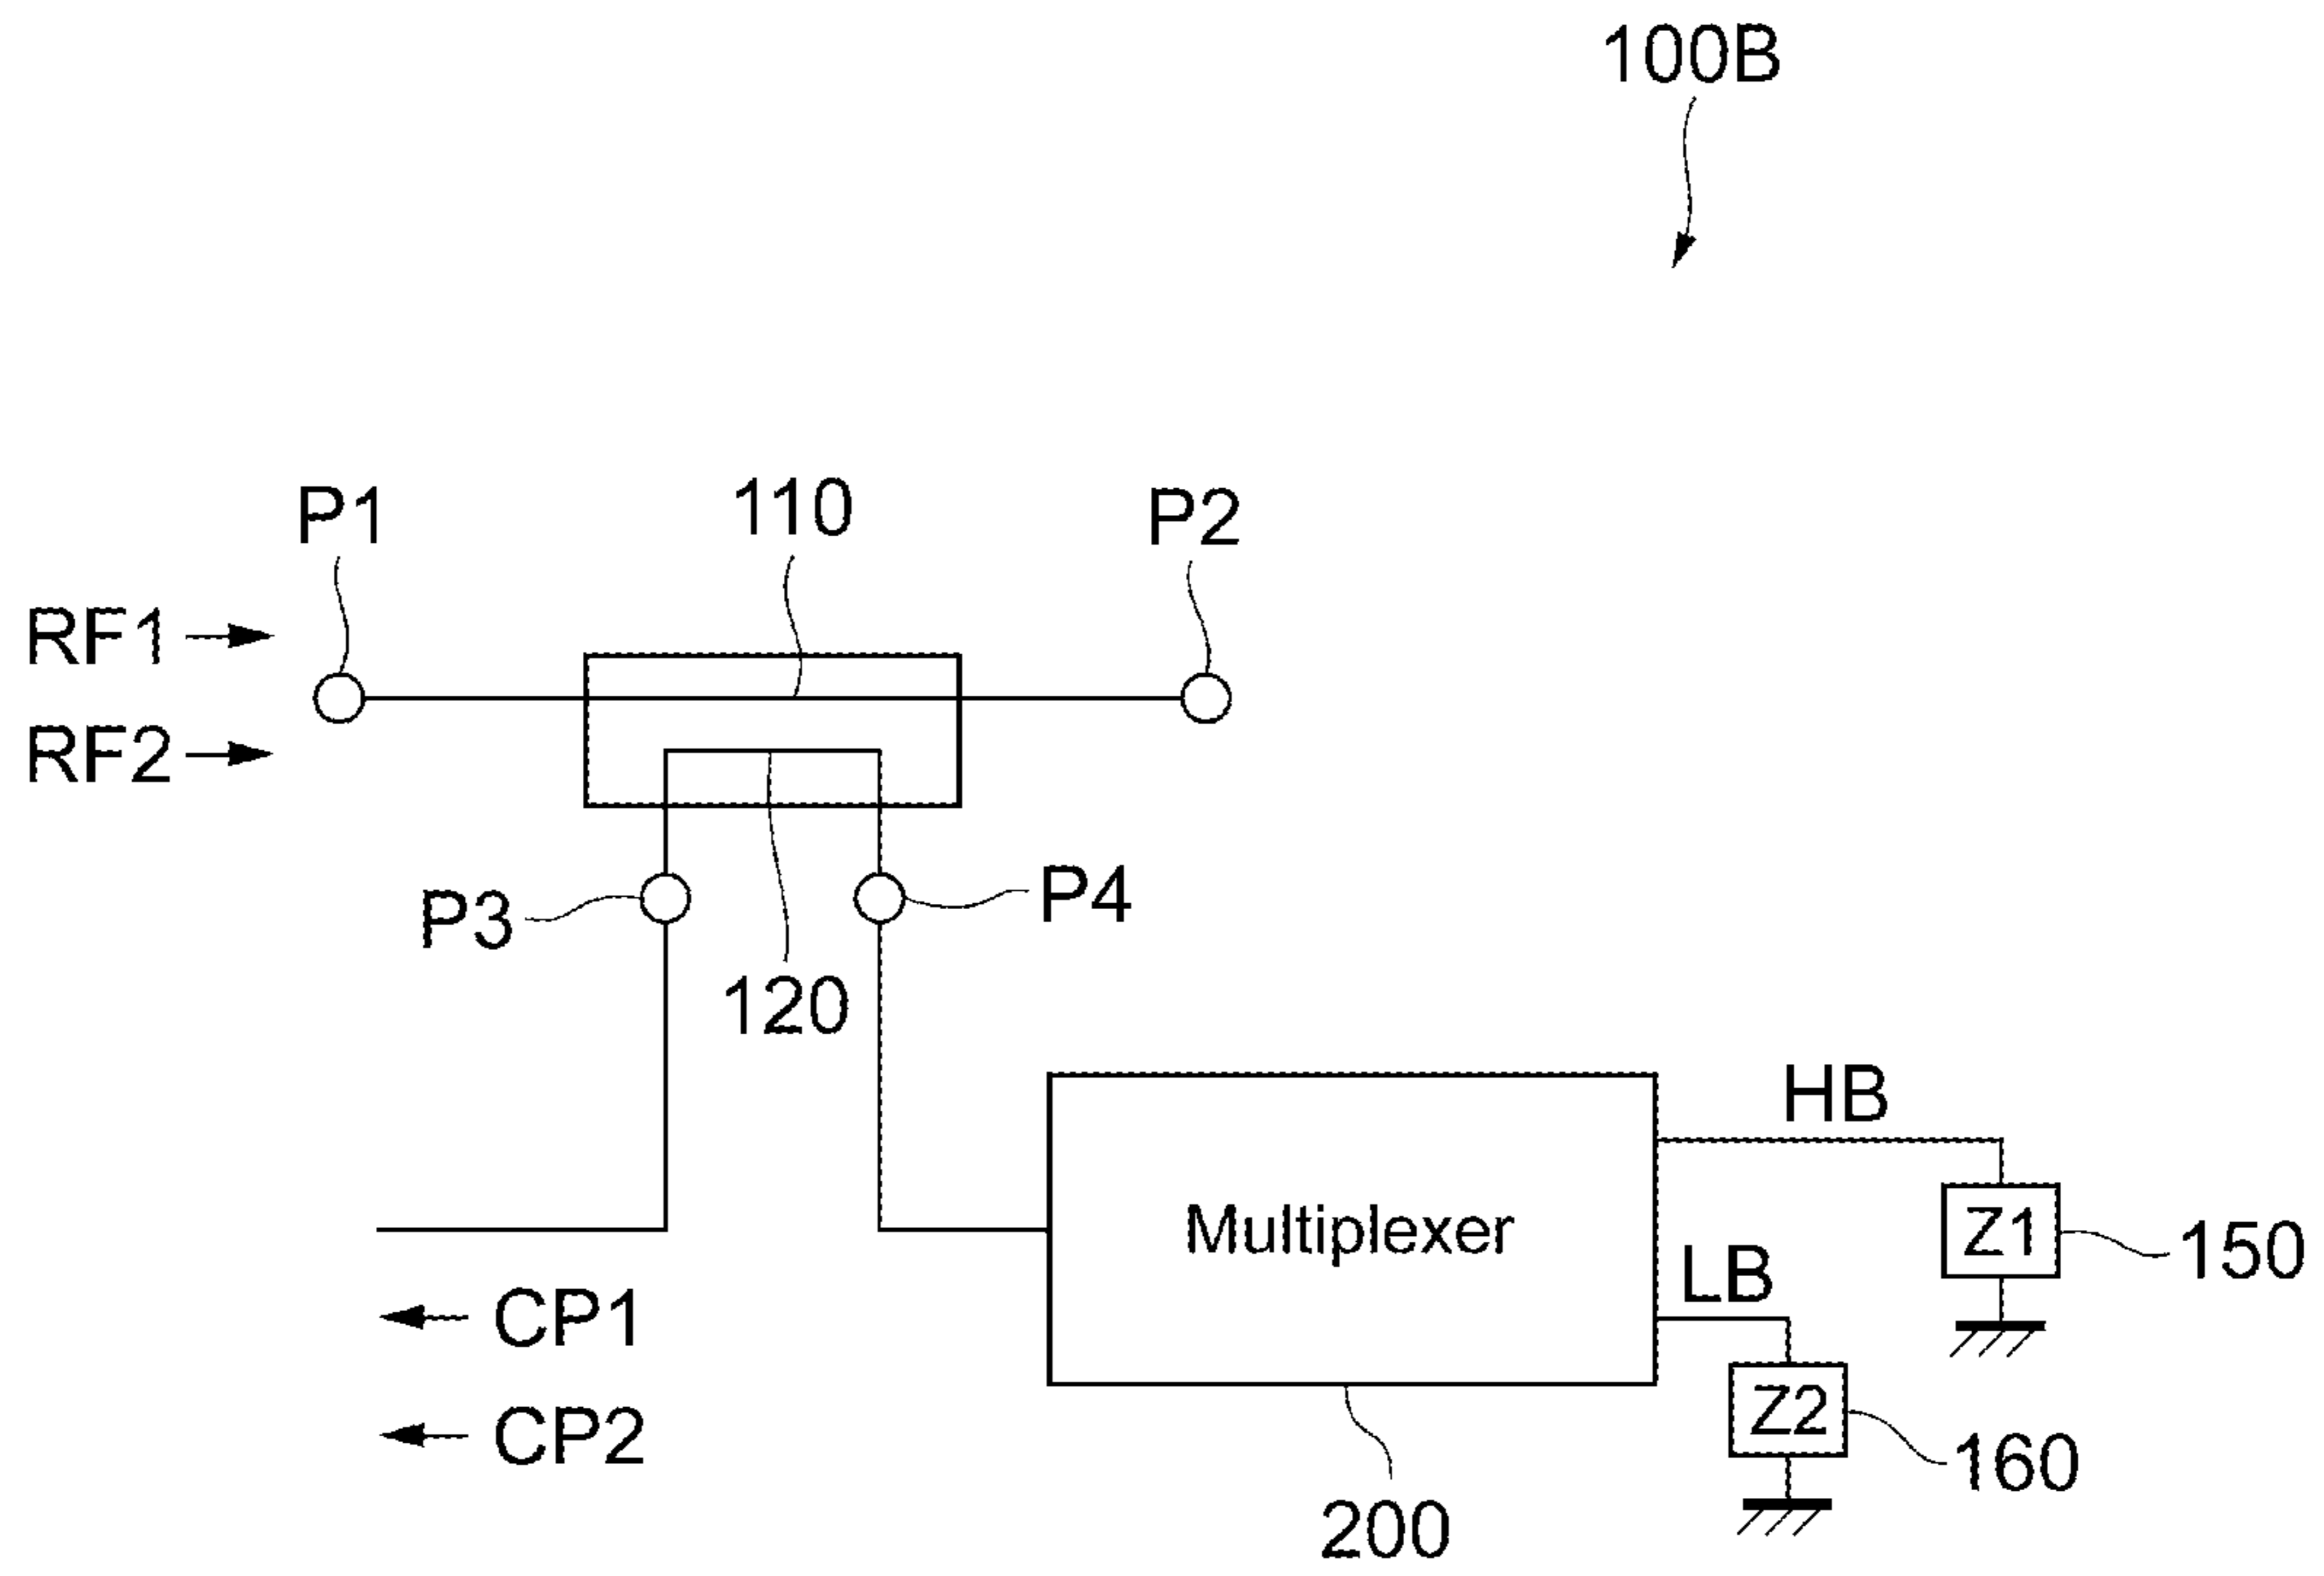 100B
P1
110
P2
RF1
RF2
P3
P4
120
HB
Multiplexer
Z1
150
LB
CP1
Z2
CP2
160
200